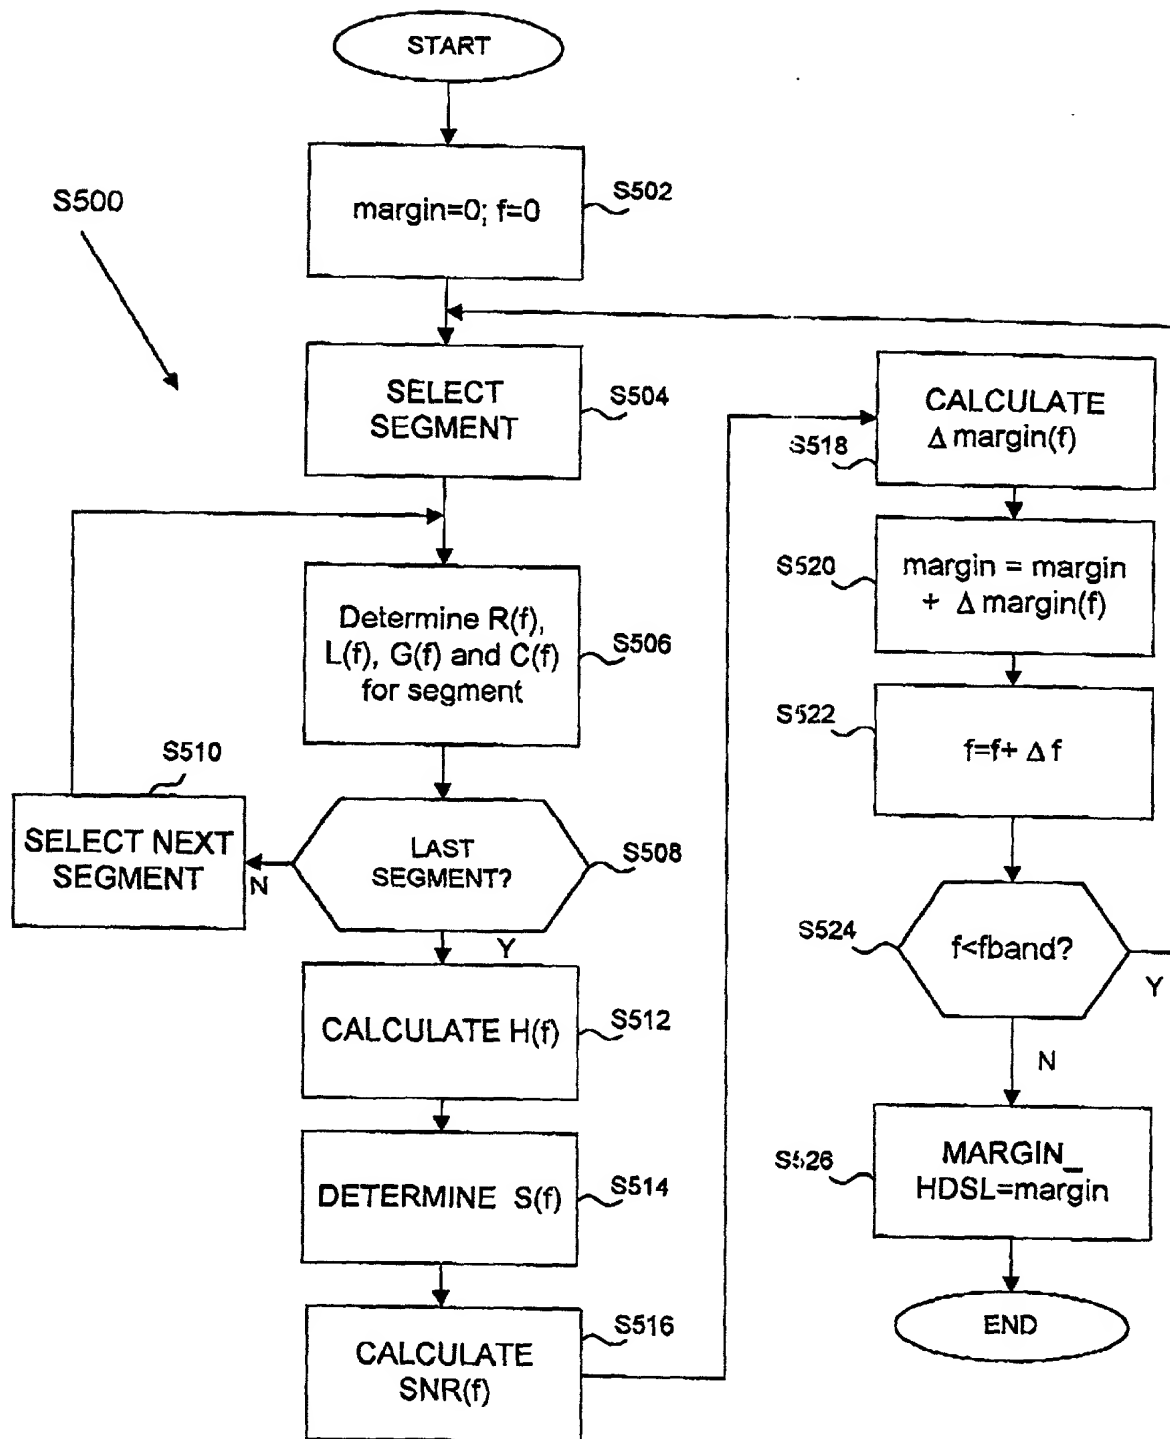 START
S500
margin=0; f=0
S502
SELECT
SEGMENT
S504
Determine R(f),
L(f), G(f) and C(f)
for segment
S506
S510
SELECT NEXT
SEGMENT
N
LAST
SEGMENT?
S508
Y
CALCULATE H(f)
S512
DETERMINE S(f)
S514
CALCULATE
SNR(f)
S516
CALCULATE
Δ margin(f)
S518
margin = margin
+ Δ margin(f)
S520
f=f+ Δ f
S522
f<fband?
S524
Y
N
MARGIN_
HDSL=margin
S526
END